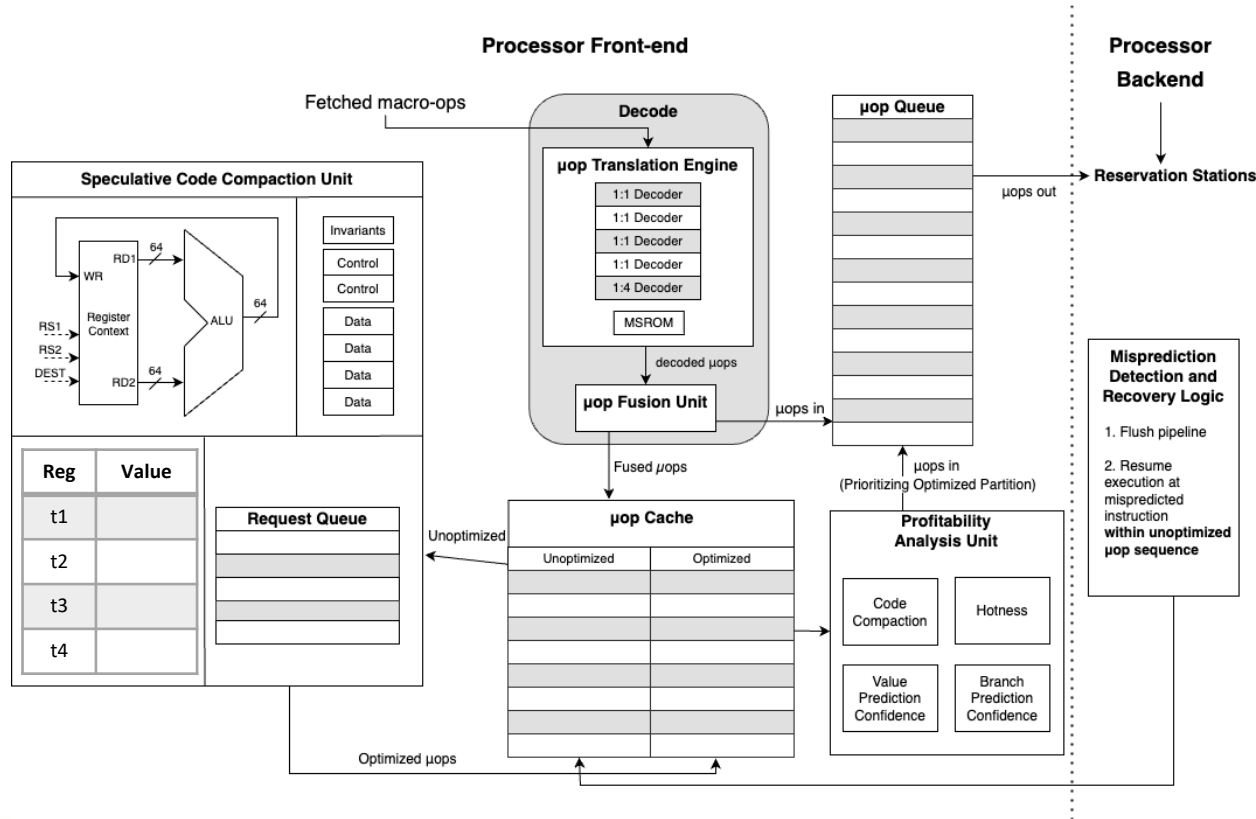 Processor Front-end
Processor
Backend
Fetched macro-ops
Decode
µop Translation Engine
1:1 Decoder
1:1 Decoder
1:1 Decoder
1:1 Decoder
1:4 Decoder
MSROM
decoded µops
µop Fusion Unit
µops in
Fused µops
µop Queue
µops out
Reservation Stations
Speculative Code Compaction Unit
WR
RD1
64
Register
Context
RS1
RS2
DEST
RD2
64
ALU
64
Invariants
Control
Control
Data
Data
Data
Data
Reg
Value
t1
t2
t3
t4
Request Queue
Unoptimized
Optimized µops
µop Cache
Unoptimized
Optimized
µops in
(Prioritizing Optimized Partition)
Profitability
Analysis Unit
Code
Compaction
Hotness
Value
Prediction
Confidence
Branch
Prediction
Confidence
Misprediction
Detection and
Recovery Logic
1. Flush pipeline
2. Resume
execution at
mispredicted
instruction
within unoptimized
µop sequence